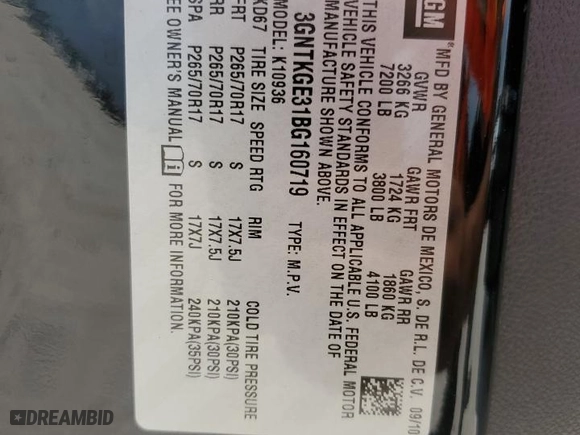 GM
®MFD BY GENERAL MOTORS DE MEXICO, S. DE R.L. DE C.V. 09/10
GVWR GAWR FRT GAWR RR
3266 KG 1724 KG 1860 KG
7200 LB 3800 LB 4100 LB
THIS VEHICLE CONFORMS TO ALL APPLICABLE U.S. FEDERAL MOTOR
VEHICLE SAFETY STANDARDS IN EFFECT ON THE DATE OF
MANUFACTURE SHOWN ABOVE.
3GNTKGE31BG160719 TYPE: M.P.V.
MODEL: K10936
KD67 TIRE SIZE SPEED RTG RIM COLD TIRE PRESSURE
FRT P265/70R17 S 17X7.5J 210KPA(30PSI)
RR P265/70R17 S 17X7.5J 210KPA(30PSI)
SPA P265/70R17 S 17X7J 240KPA(35PSI)
SEE OWNER'S MANUAL i FOR MORE INFORMATION.
DREAMBID